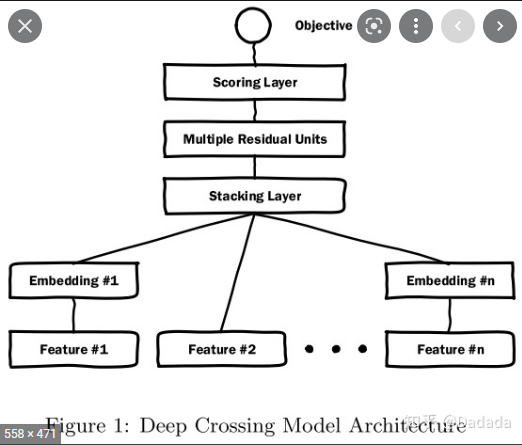 Objective
Scoring Layer
Multiple Residual Units
Stacking Layer
Embedding #1
Embedding #n
Feature #1
Feature #2
Feature #n
知乎 @Dadada
558 × 471
Figure 1: Deep Crossing Model Architecture